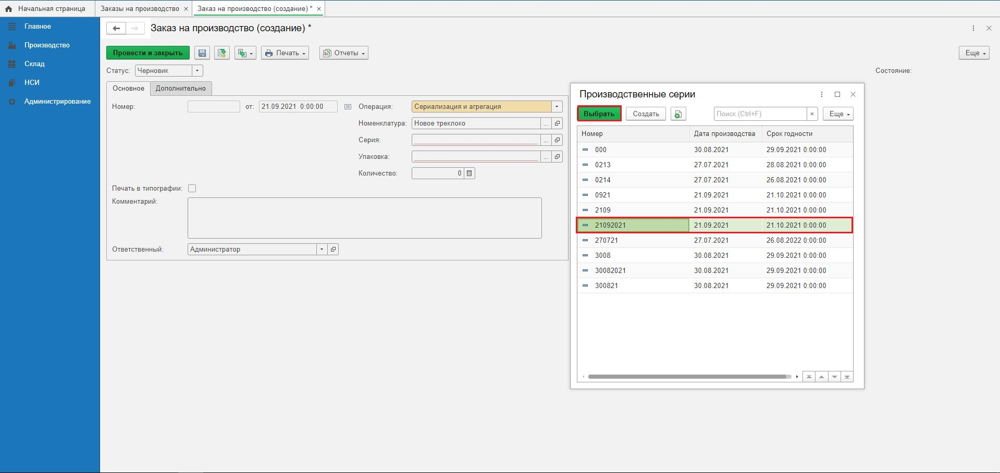 Начальная страница Заказы на производство × Заказ на производство (создание) * ×
Главное
Производство
Склад
НСИ
Администрирование
Заказ на производство (создание) *
Провести и закрыть Печать Отчеты Еще
Статус: Черновик Состояние:
Основное Дополнительно
Номер: от: 21.09.2021 0:00:00 Операция: Сериализация и агрегация
Номенклатура: Новое треклоко ...
Серия: ...
Упаковка: ...
Количество: 0
Печать в типографии:
Комментарий:
Ответственный: Администратор
Производственные серии
Выбрать Создать Поиск (Ctrl+F) × Еще
Номер Дата производства Срок годности
000 30.08.2021 29.09.2021 0:00:00
0213 27.07.2021 28.08.2021 0:00:00
0214 27.07.2021 26.08.2021 0:00:00
0921 21.09.2021 21.10.2021 0:00:00
2109 21.09.2021 21.10.2021 0:00:00
21092021 21.09.2021 21.10.2021 0:00:00
270721 27.07.2021 26.08.2022 0:00:00
3008 30.08.2021 29.09.2021 0:00:00
30082021 30.08.2021 29.09.2021 0:00:00
300821 30.08.2021 29.09.2021 0:00:00